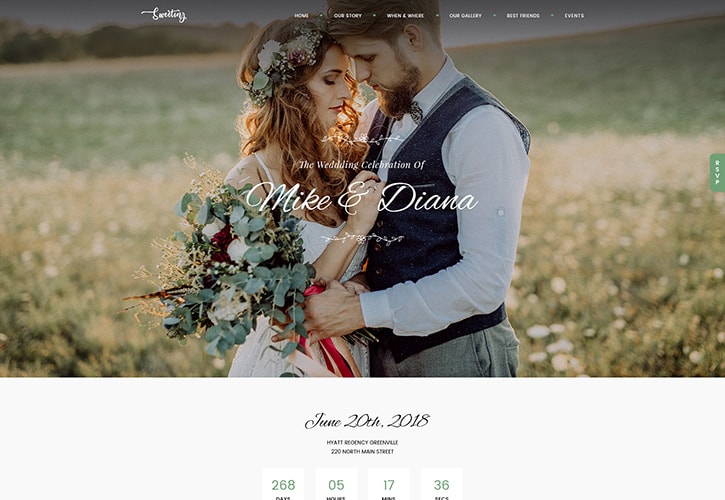 Sweetinz
HOME OUR STORY WHEN & WHERE OUR GALLERY BEST FRIENDS EVENTS
The Weddding Celebration Of
Mike & Diana
RSVP
June 20th, 2018
HYATT REGENCY GREENVILLE
220 NORTH MAIN STREET
268 05 17 36
DAYS HOURS MINS SECS